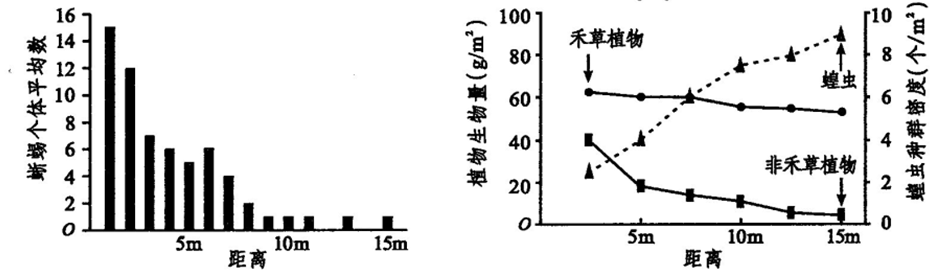 蜥蜴个体平均数
16
14
12
10
8
6
4
2
O
5m
10m
15m
距离
植物生物量(g/m²)
100
80
60
40
20
O
禾草植物
蝗虫
非禾草植物
5m
10m
15m
距离
10
8
6
4
2
0
蝗虫种群密度(个/m²)